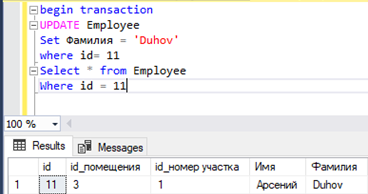 begin transaction
UPDATE Employee
Set Фамилия = 'Duhov'
where id= 11
Select * from Employee
Where id = 11
100 %
Results Messages
id id_помещения id_номер участка Имя Фамилия
1 11 3 1 Арсений Duhov